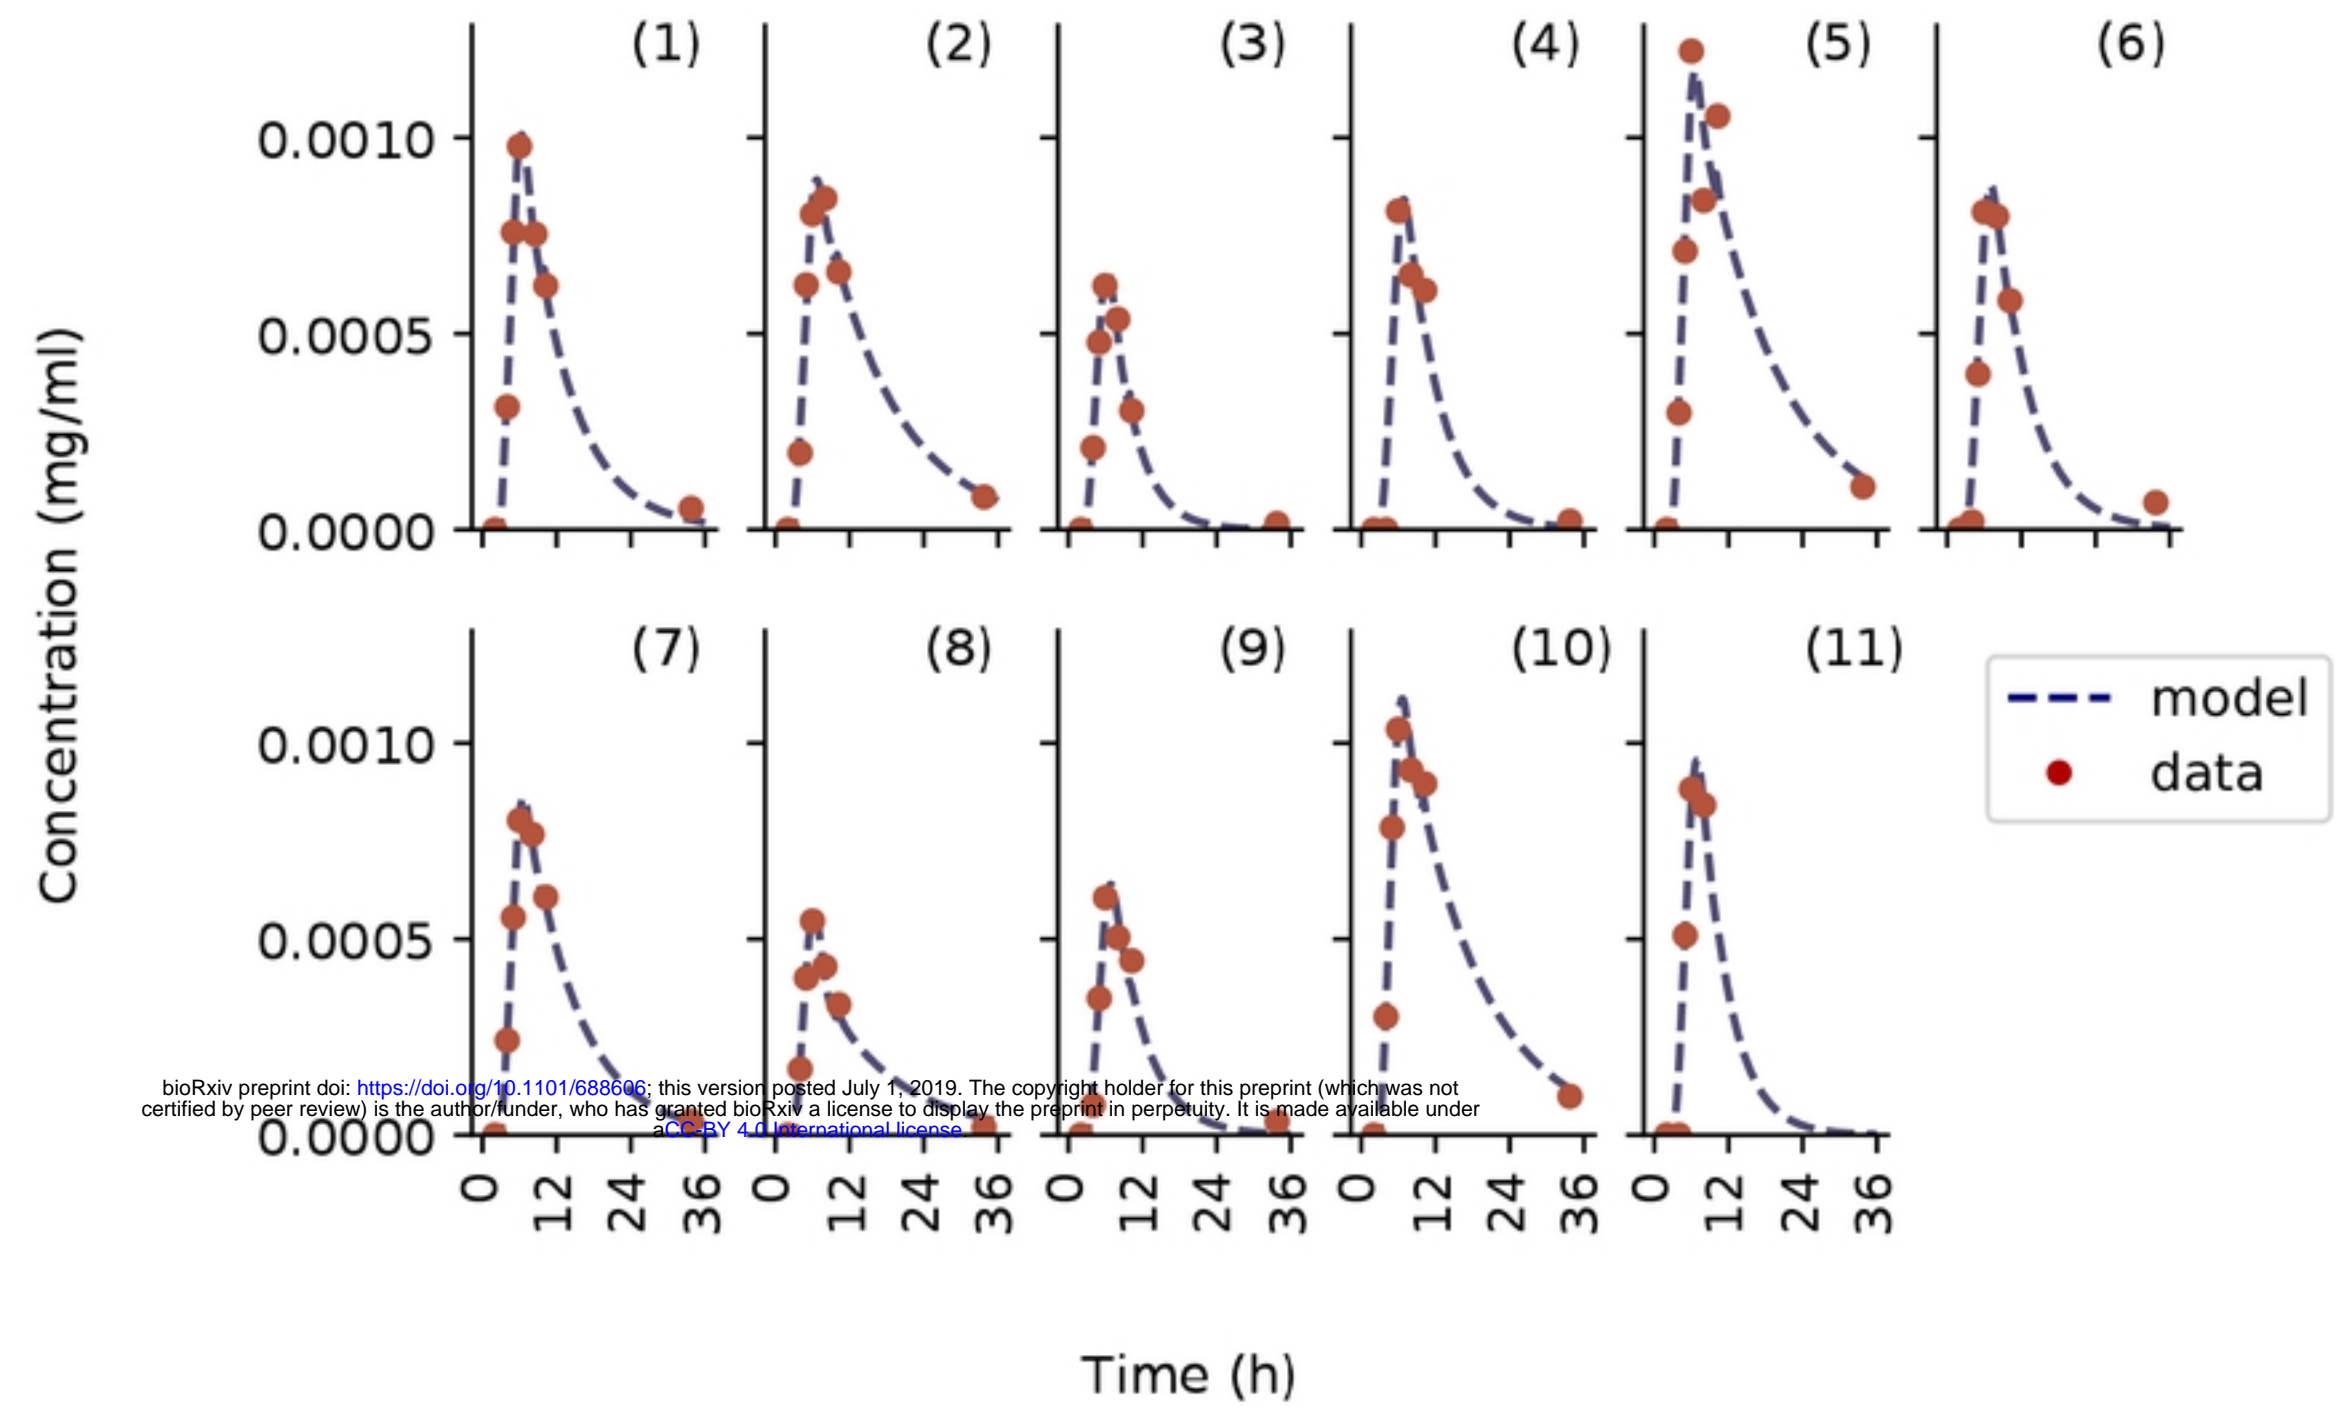 (1) (2) (3) (4) (5) (6)
0.0010
0.0005
0.0000
Concentration (mg/ml)
(7) (8) (9) (10) (11)
model
data
0.0010
0.0005
0.0000
bioRxiv preprint doi: https://doi.org/10.1101/688606; this version posted July 1, 2019. The copyright holder for this preprint (which was not
certified by peer review) is the author/funder, who has granted bioRxiv a license to display the preprint in perpetuity. It is made available under
aCC-BY 4.0 International license.
0 12 24 36 0 12 24 36 0 12 24 36 0 12 24 36 0 12 24 36
Time (h)